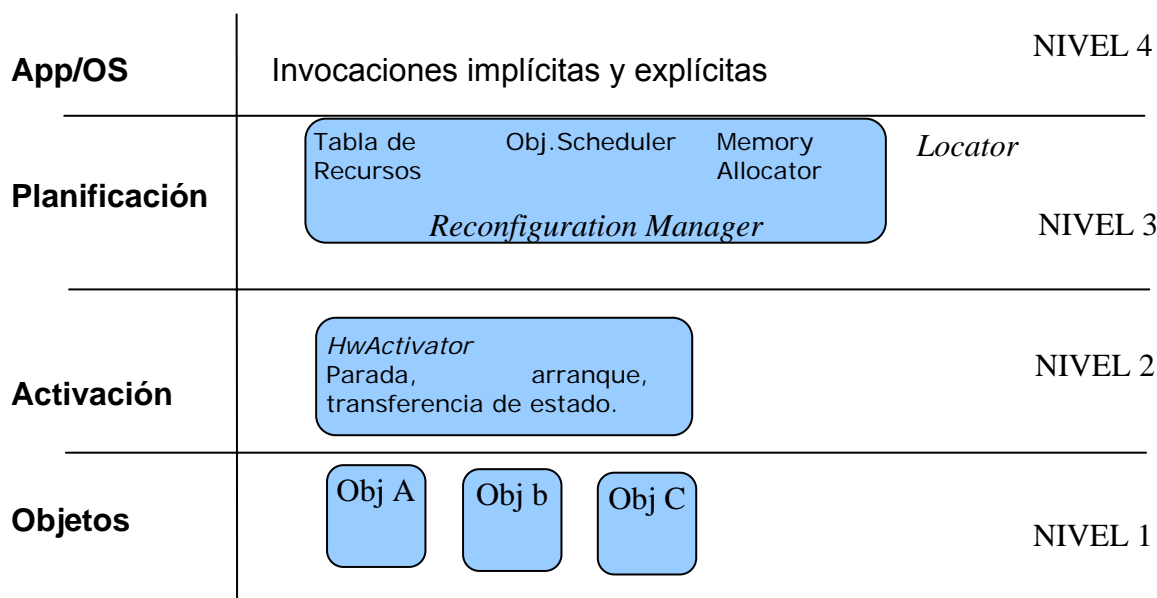 NIVEL 4
App/OS
Invocaciones implícitas y explícitas
Tabla de Recursos
Obj.Scheduler
Memory Allocator
Locator
Planificación
Reconfiguration Manager
NIVEL 3
HwActivator
Parada, arranque,
transferencia de estado.
NIVEL 2
Activación
Obj A
Obj b
Obj C
Objetos
NIVEL 1